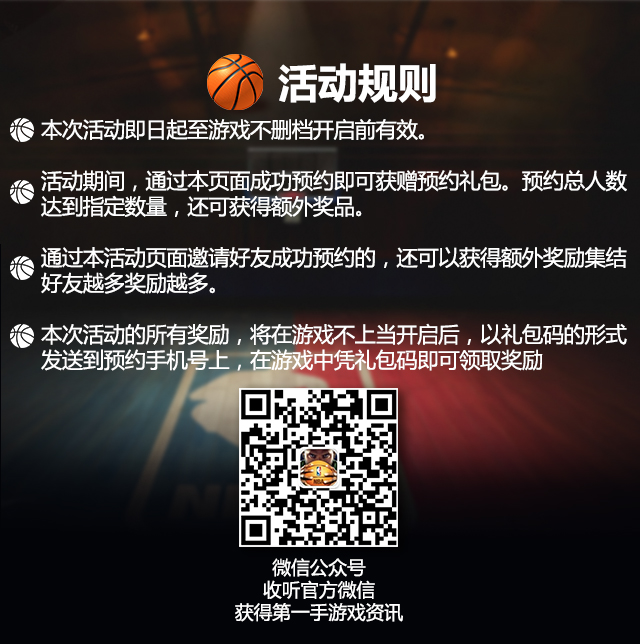 活动规则
本次活动即日起至游戏不删档开启前有效。
活动期间，通过本页面成功预约即可获赠预约礼包。预约总人数
达到指定数量，还可获得额外奖品。
通过本活动页面邀请好友成功预约的，还可以获得额外奖励集结
好友越多奖励越多。
本次活动的所有奖励，将在游戏不上当开启后，以礼包码的形式
发送到预约手机号上，在游戏中凭礼包码即可领取奖励
微信公众号
收听官方微信
获得第一手游戏资讯